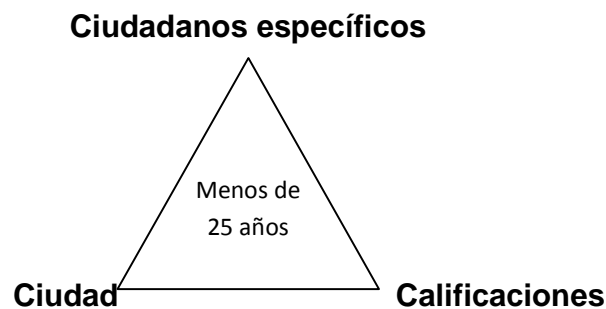 Ciudadanos específicos
Menos de
25 años
Ciudad
Calificaciones